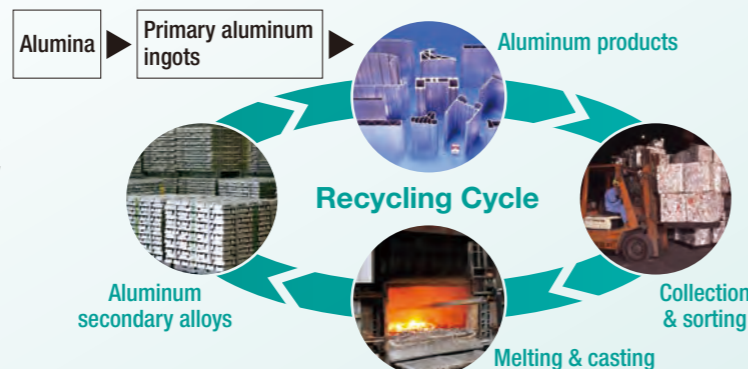 Alumina
Primary aluminum
ingots
Aluminum products
Recycling Cycle
Aluminum
secondary alloys
Collection
& sorting
Melting & casting